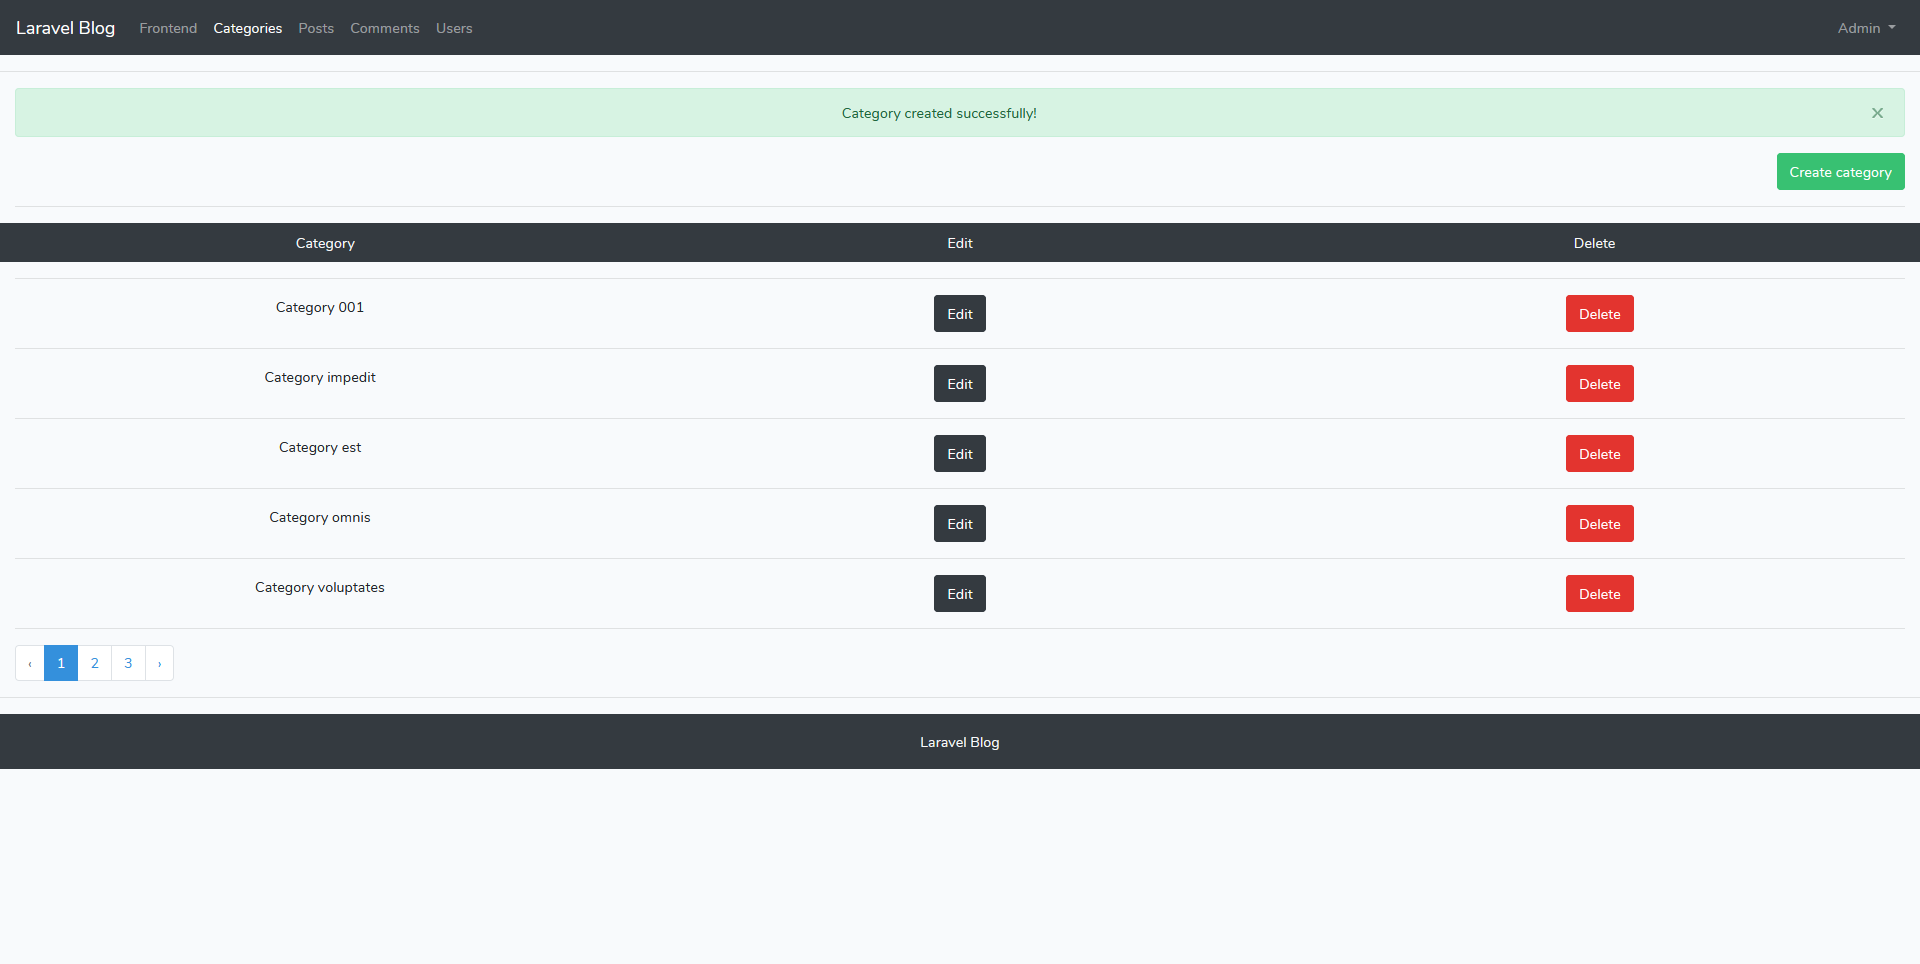 Laravel Blog Frontend Categories Posts Comments Users Admin
Category created successfully! ×
Create category
Category Edit Delete
Category 001 Edit Delete
Category impedit Edit Delete
Category est Edit Delete
Category omnis Edit Delete
Category voluptates Edit Delete
‹ 1 2 3 ›
Laravel Blog